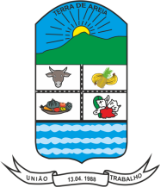 TERRA DE AREIA
UNIÃO 13.04.1988 TRABALHO